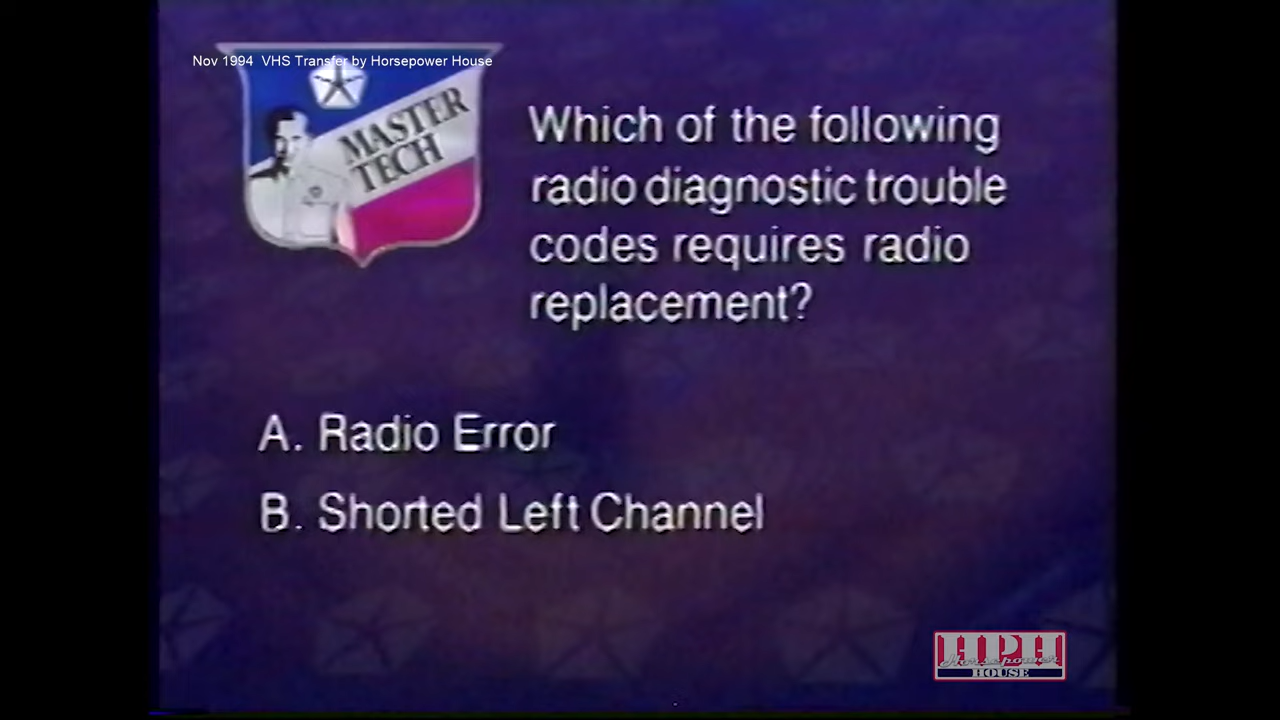 Nov 1994  VHS Transfer by Horsepower House
MASTER
TECH
Which of the following
radio diagnostic trouble
codes requires radio
replacement?
A. Radio Error
B. Shorted Left Channel
HPH
Horsepower
HOUSE